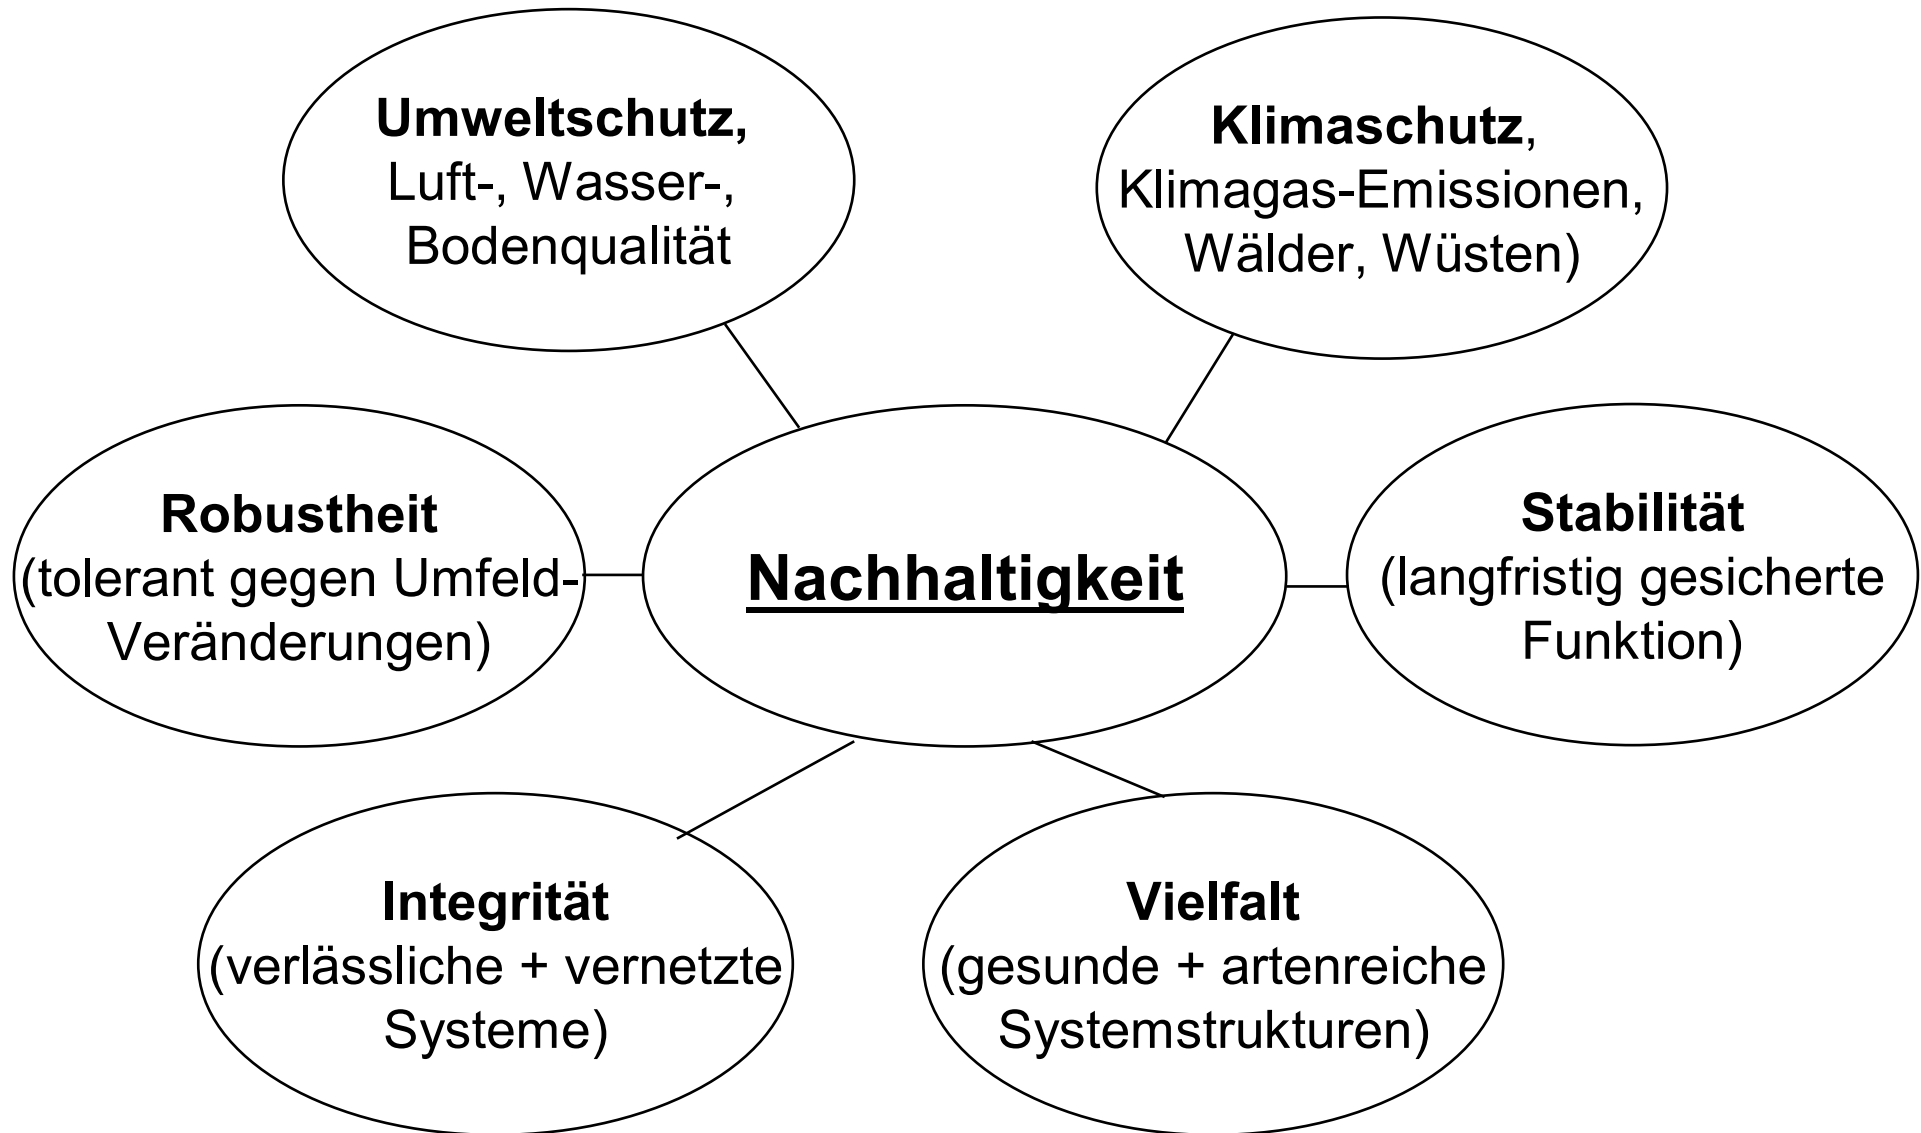 Umweltschutz,
Luft-, Wasser-,
Bodenqualität
Klimaschutz,
Klimagas-Emissionen,
Wälder, Wüsten)
Robustheit
(tolerant gegen Umfeld-
Veränderungen)
Nachhaltigkeit
Stabilität
(langfristig gesicherte
Funktion)
Integrität
(verlässliche + vernetzte
Systeme)
Vielfalt
(gesunde + artenreiche
Systemstrukturen)